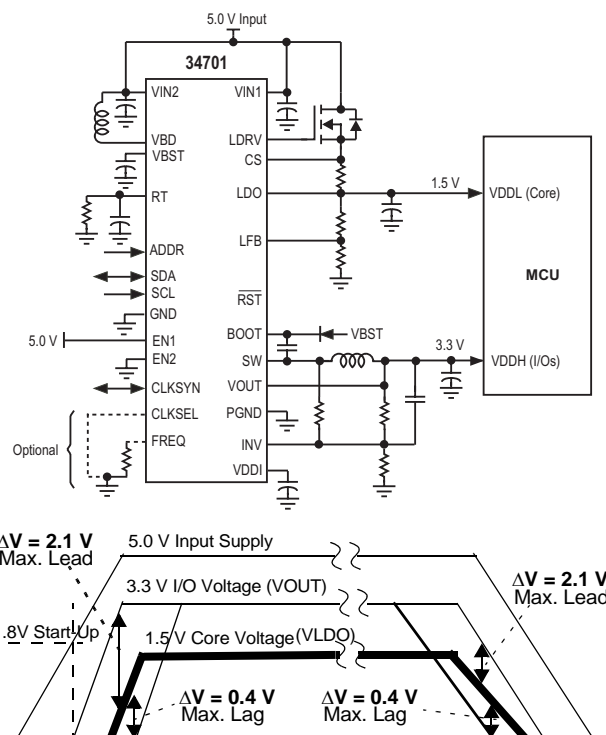 5.0 V Input
34701
VIN2
VIN1
VBD
LDRV
VBST
CS
RT
LDO
1.5 V
VDDL (Core)
ADDR
LFB
SDA
MCU
SCL
RST
GND
BOOT
VBST
5.0 V
EN1
3.3 V
EN2
SW
VDDH (I/Os)
CLKSYN
VOUT
CLKSEL
PGND
Optional
FREQ
INV
VDDI
ΔV = 2.1 V
Max. Lead
5.0 V Input Supply
3.3 V I/O Voltage (VOUT)
ΔV = 2.1 V
Max. Lead
.8V Start-Up
1.5 V Core Voltage (VLDO)
ΔV = 0.4 V
Max. Lag
ΔV = 0.4 V
Max. Lag